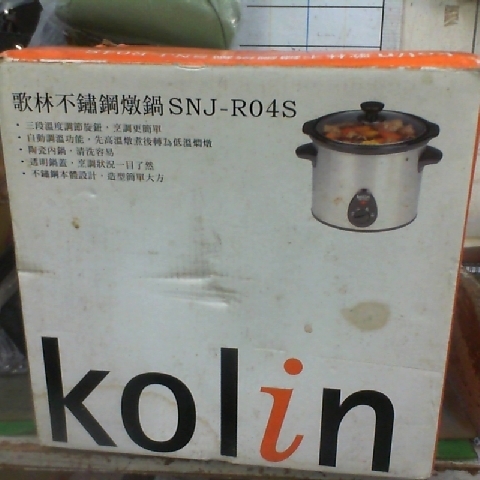 歌林不鏽鋼燉鍋SNJ-R04S
• 三段溫度調節旋鈕，烹調更簡單
• 自動調溫功能，先高溫燉煮後轉為低溫燜燉
• 陶瓷內鍋，清洗容易
• 透明鍋蓋，烹調狀況一目了然
• 不鏽鋼本體設計，造型簡單大方
kolin